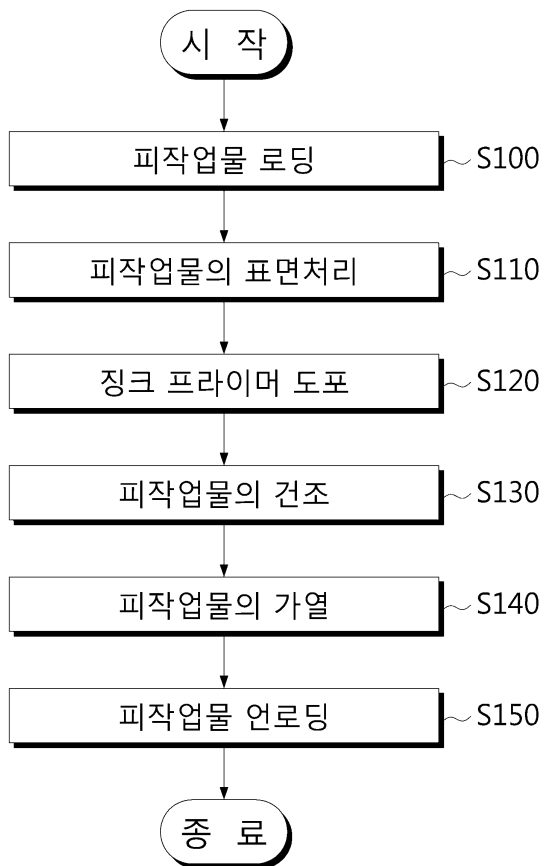 시 작
피작업물 로딩 S100
피작업물의 표면처리 S110
징크 프라이머 도포 S120
피작업물의 건조 S130
피작업물의 가열 S140
피작업물 언로딩 S150
종 료